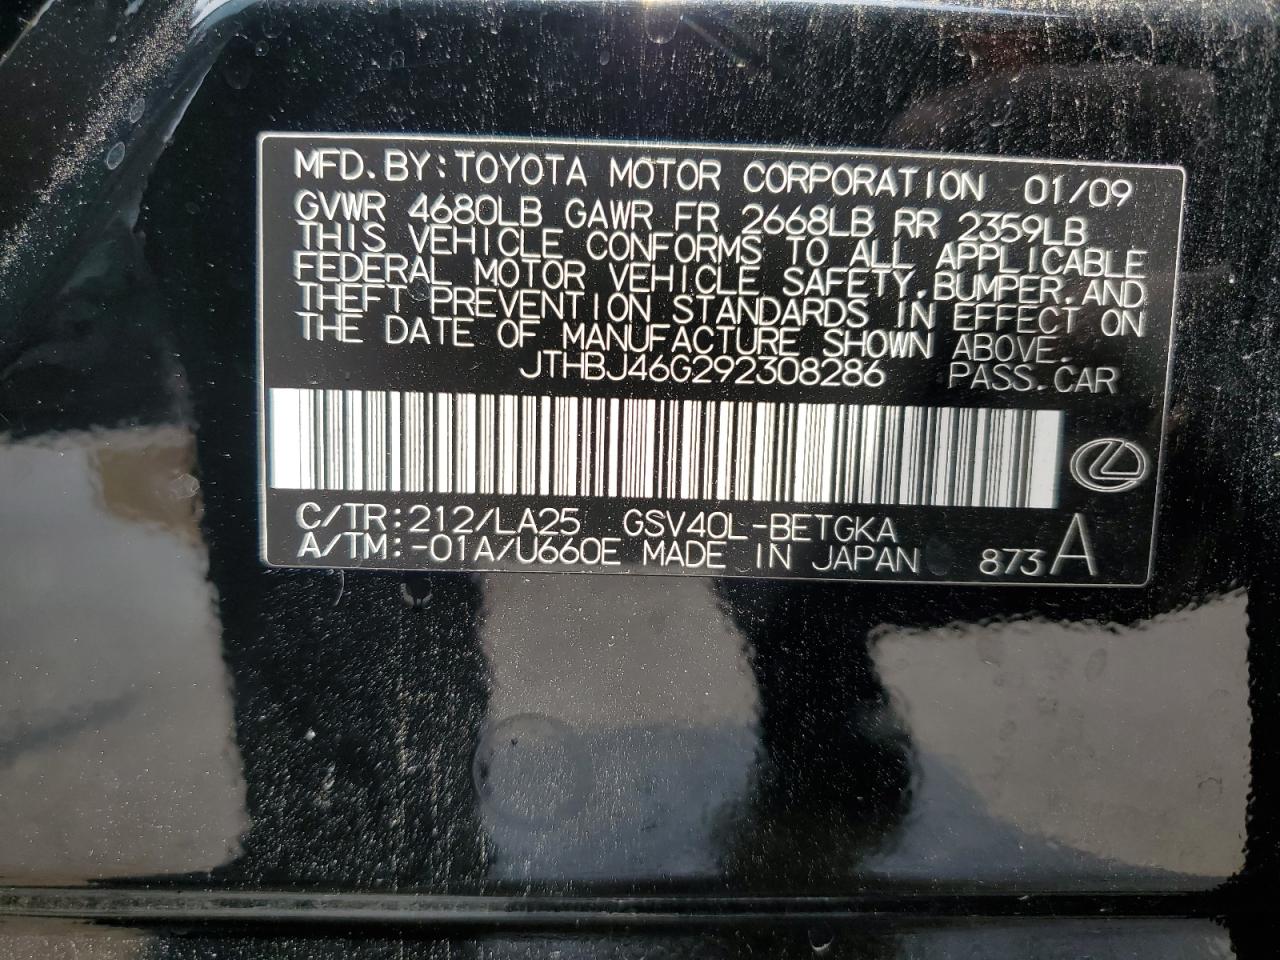 MFD.BY:TOYOTA MOTOR CORPORATION 01/09
GVWR 4680LB GAWR FR 2668LB RR 2359LB
THIS VEHICLE CONFORMS TO ALL APPLICABLE
FEDERAL MOTOR VEHICLE SAFETY,BUMPER,AND
THEFT PREVENTION STANDARDS IN EFFECT ON
THE DATE OF MANUFACTURE SHOWN ABOVE.
JTHBJ46G292308286 PASS.CAR
C/TR:212/LA25 GSV40L-BETGKA
A/TM:-01A/U660E MADE IN JAPAN 873A